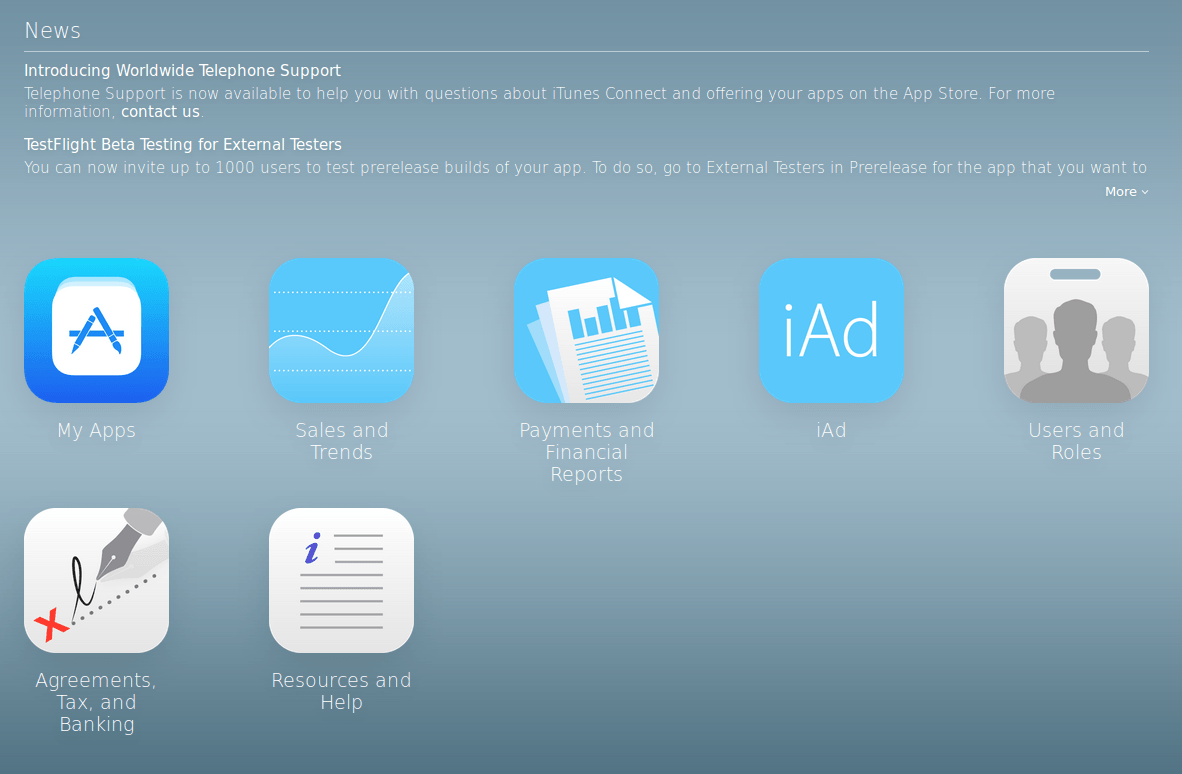 News
Introducing Worldwide Telephone Support
Telephone Support is now available to help you with questions about iTunes Connect and offering your apps on the App Store. For more
information, contact us.
TestFlight Beta Testing for External Testers
You can now invite up to 1000 users to test prerelease builds of your app. To do so, go to External Testers in Prerelease for the app that you want to
More
iAd
My Apps
Sales and
Trends
Payments and
Financial
Reports
iAd
Users and
Roles
i
Agreements,
Tax, and
Banking
Resources and
Help